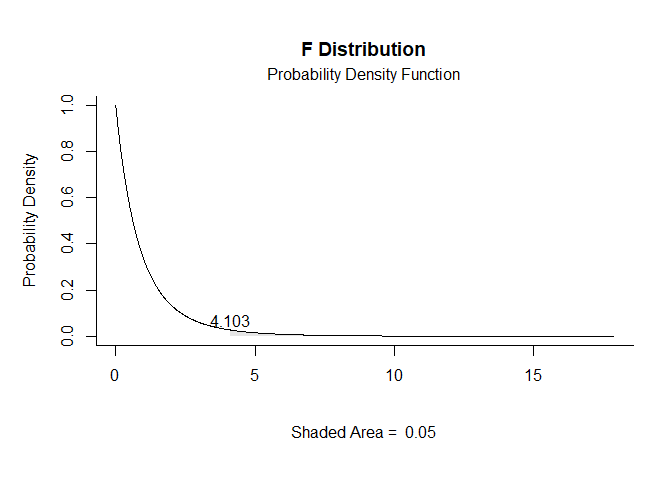 F Distribution
Probability Density Function
Probability Density
1.0
0.8
0.6
0.4
0.2
0.0
4.103
0 5 10 15
Shaded Area = 0.05